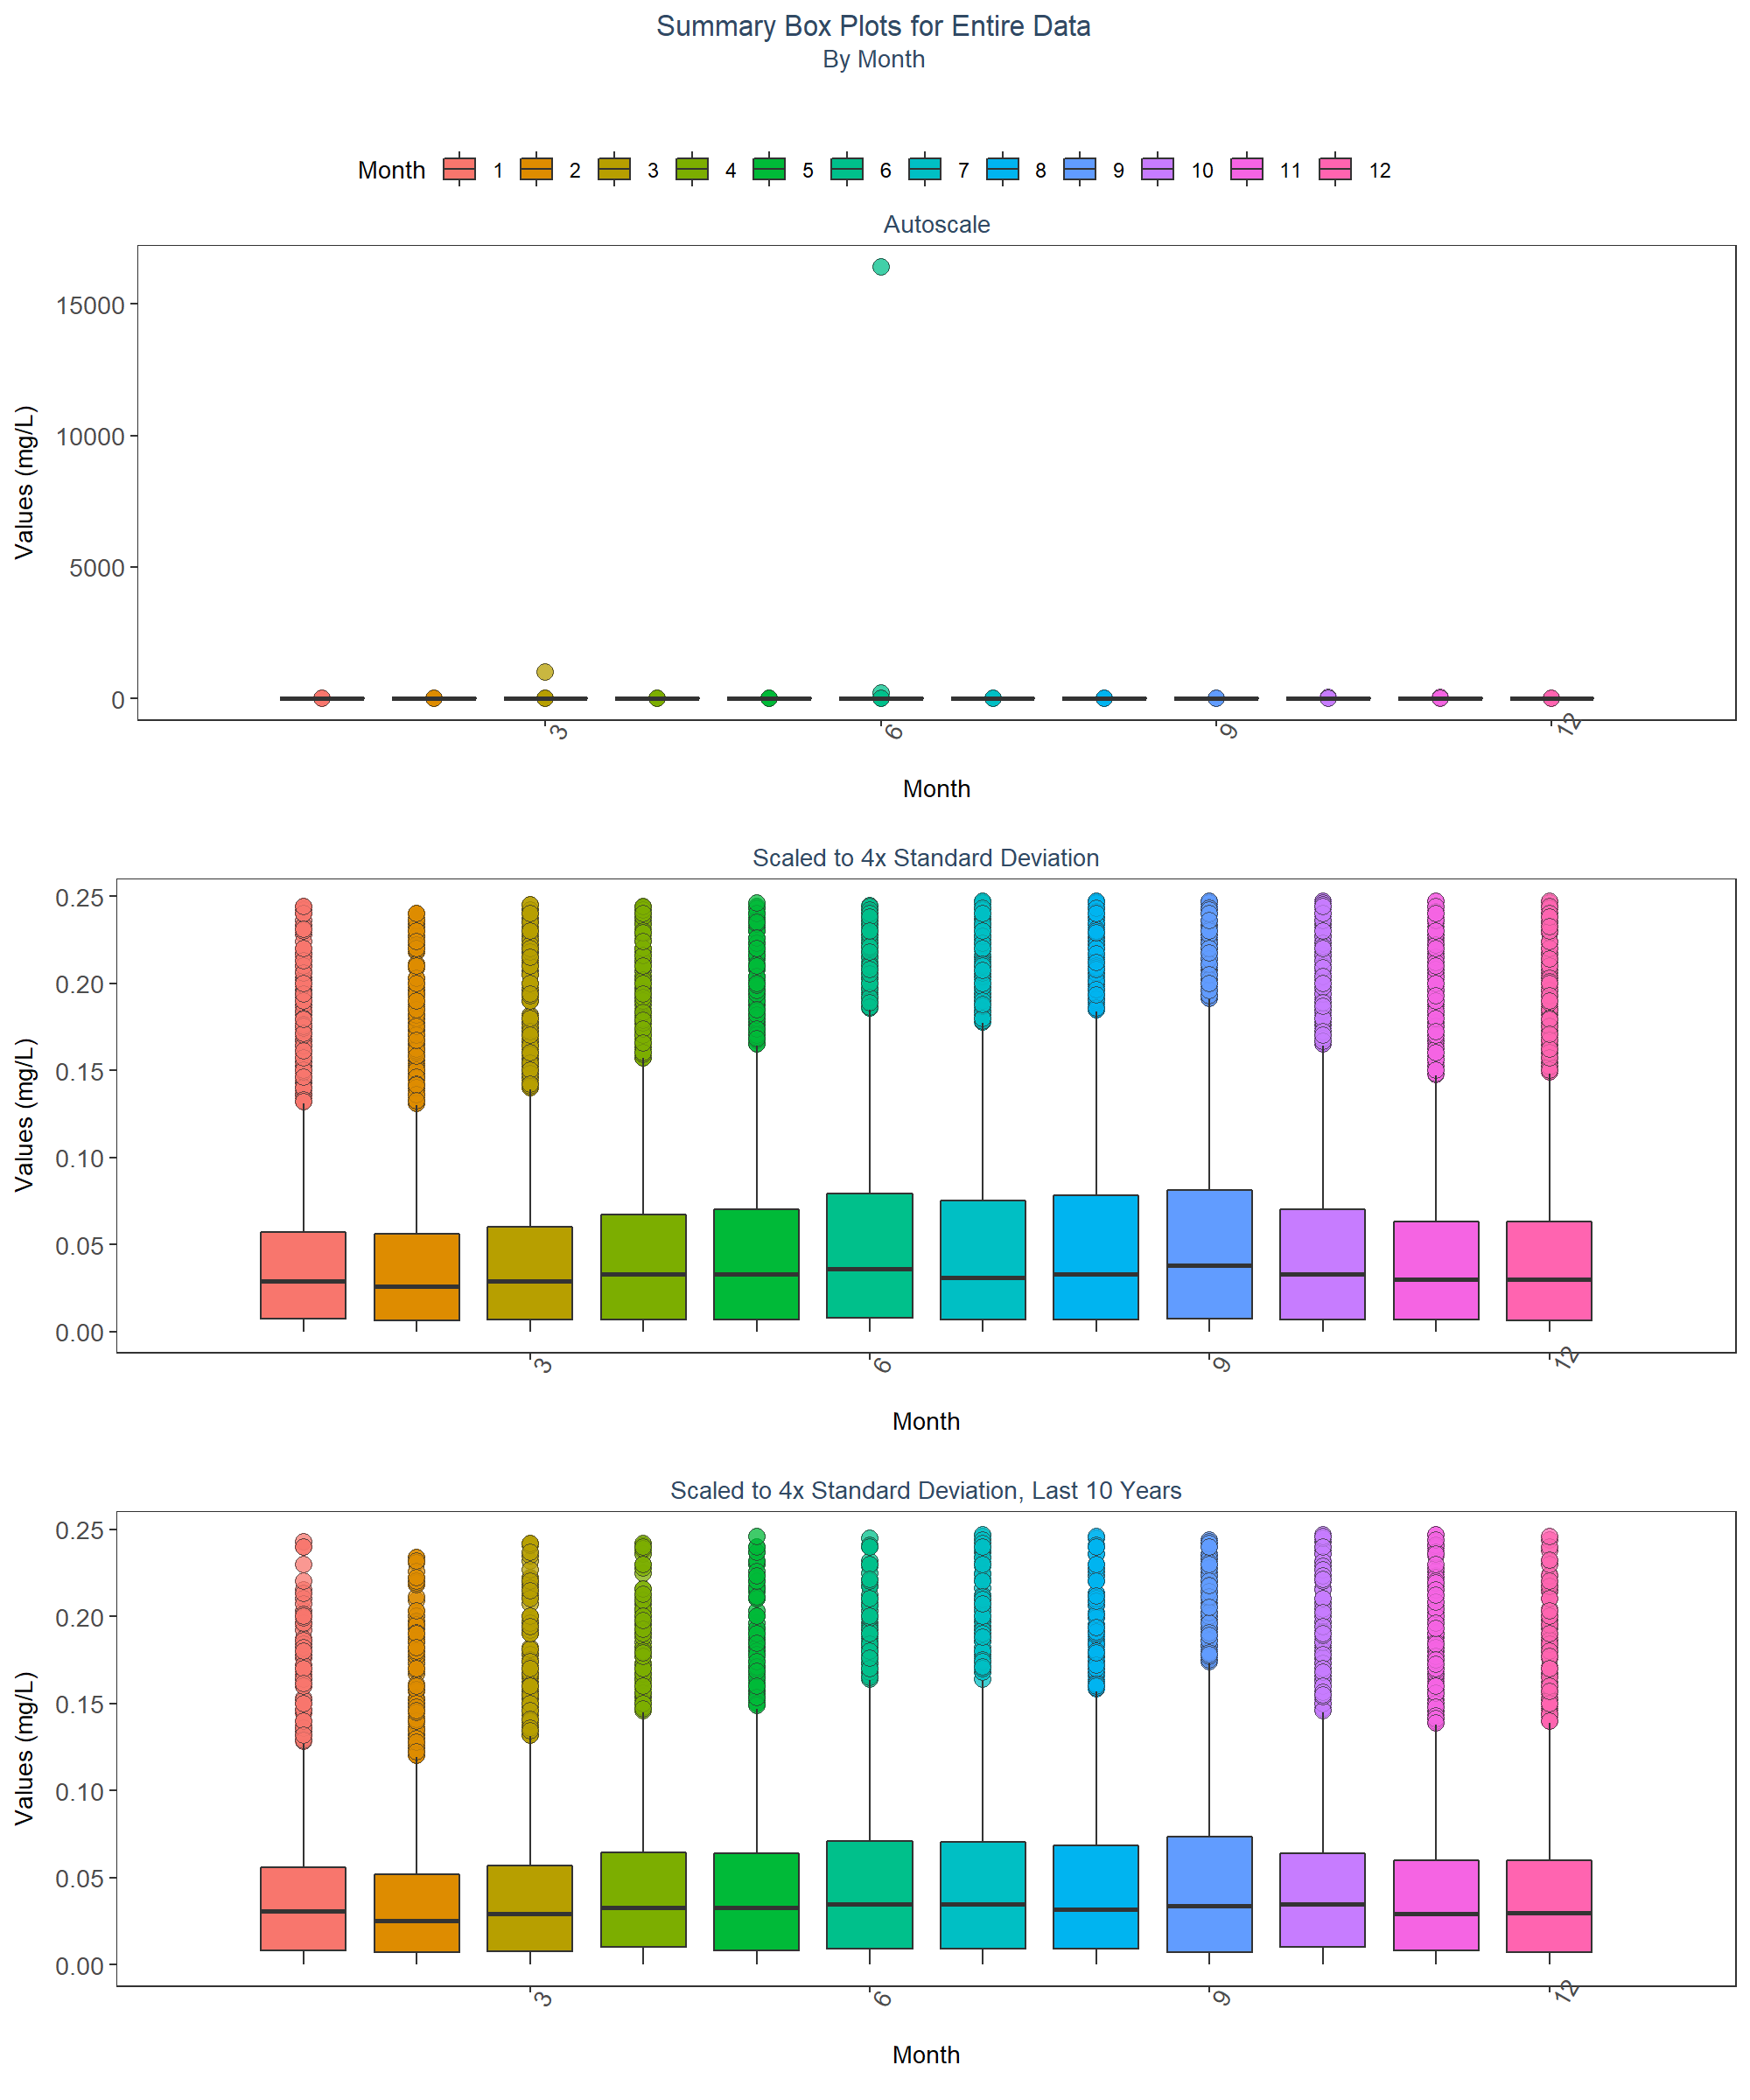 Summary Box Plots for Entire Data
By Month
Month 1 2 3 4 5 6 7 8 9 10 11 12
Autoscale
Values (mg/L)
15000
10000
5000
0
3 6 9 12
Month
Scaled to 4x Standard Deviation
Values (mg/L)
0.25
0.20
0.15
0.10
0.05
0.00
3 6 9 12
Month
Scaled to 4x Standard Deviation, Last 10 Years
Values (mg/L)
0.25
0.20
0.15
0.10
0.05
0.00
3 6 9 12
Month